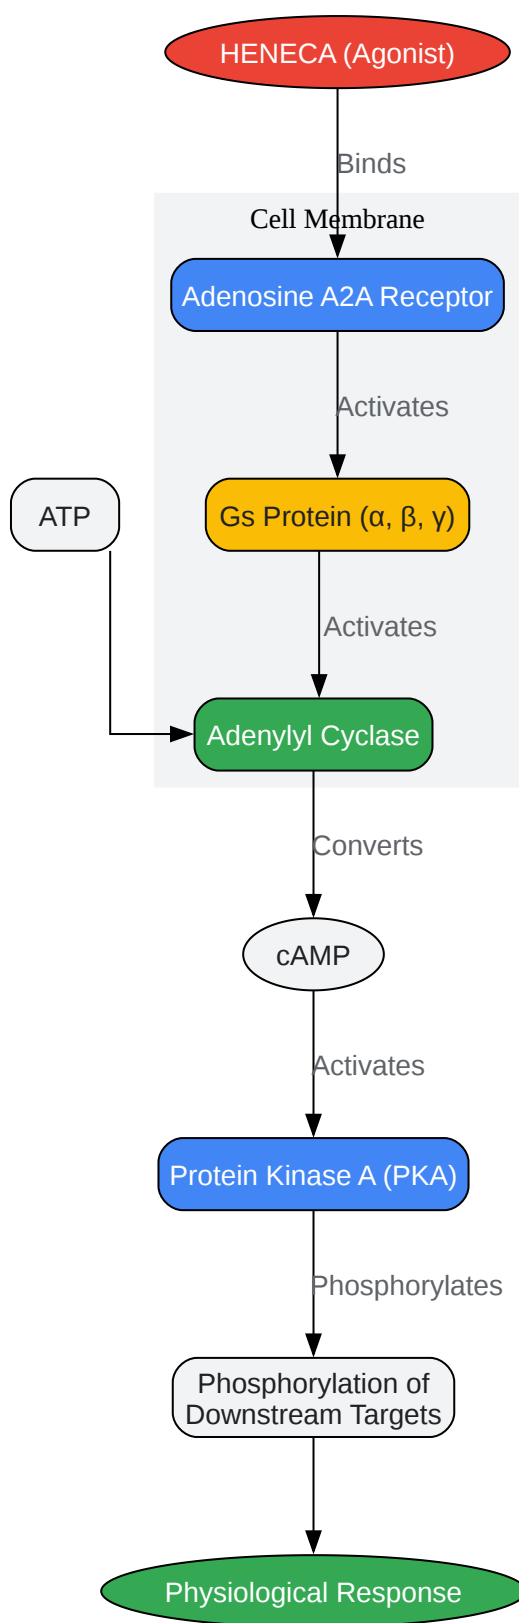 HENECA (Agonist)
Binds
Cell Membrane
Adenosine A2A Receptor
Activates
ATP
Gs Protein (α, β, γ)
Activates
Adenylyl Cyclase
Converts
cAMP
Activates
Protein Kinase A (PKA)
Phosphorylates
Phosphorylation of
Downstream Targets
Physiological Response